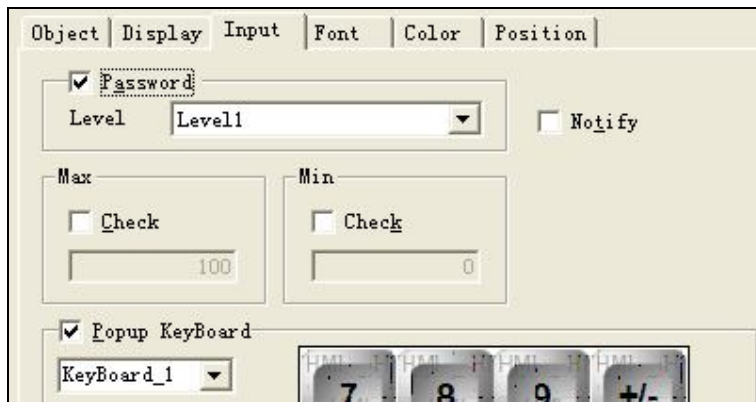 Object Display Input Font Color Position
Password
Level Level1 Notify
Max Min
Check Check
100 0
Popup KeyBoard
KeyBoard_1
7 8 9 +/-